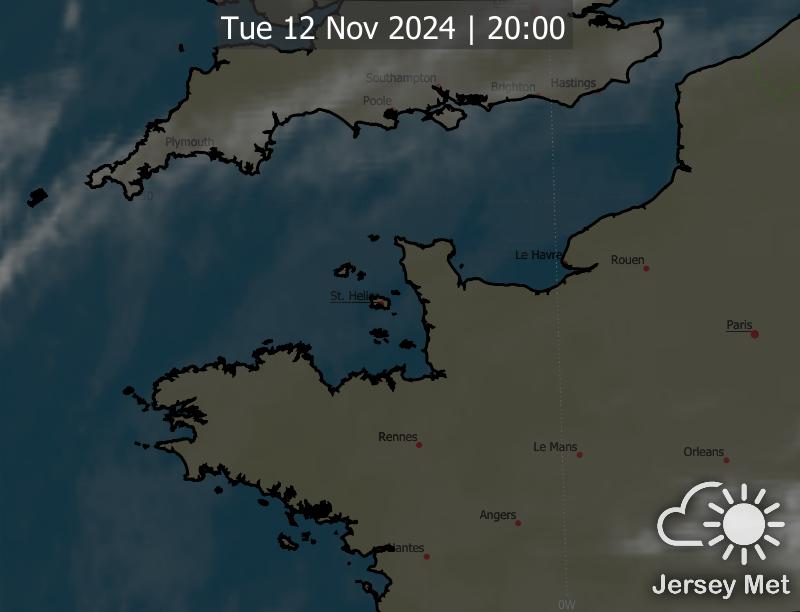 Tue 12 Nov 2024 | 20:00
Southampton
Brighton
Hastings
Poole
Plymouth
Le Havre
Rouen
St. Helier
Paris
Rennes
Le Mans
Orleans
Angers
Nantes
Jersey Met
0W